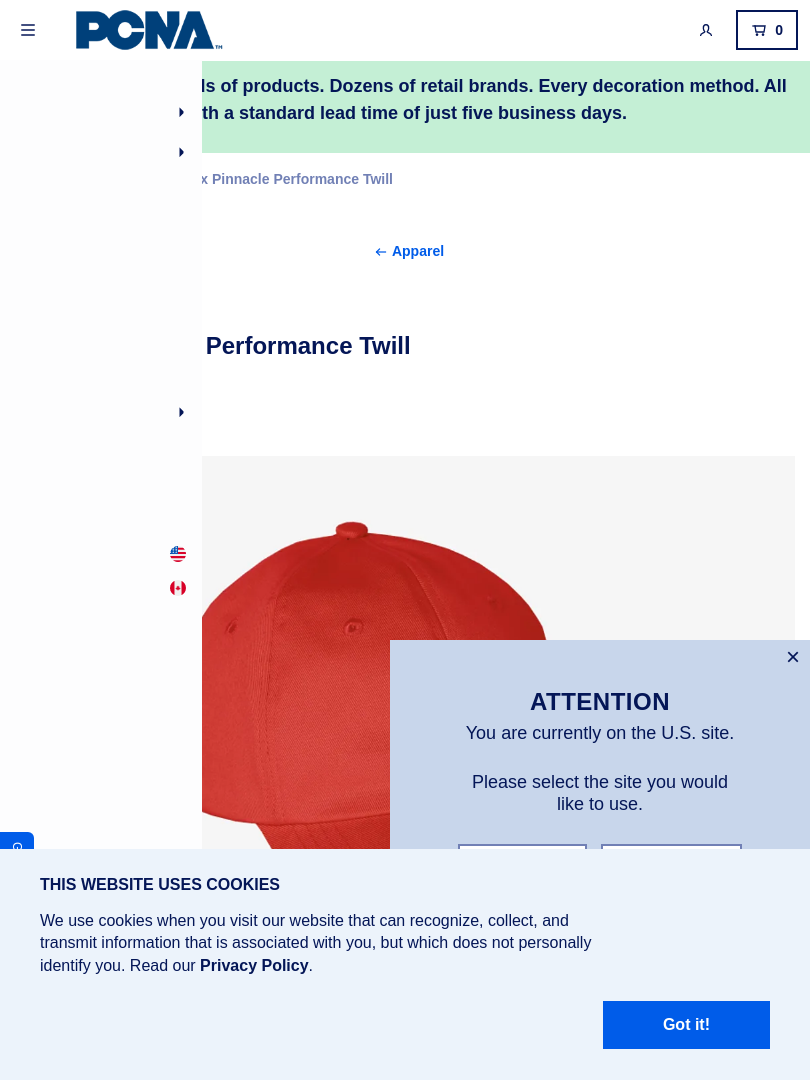 PCNA™
0
ds of products. Dozens of retail brands. Every decoration method. All
th a standard lead time of just five business days.
x Pinnacle Performance Twill
Apparel
Performance Twill
ATTENTION
You are currently on the U.S. site.
Please select the site you would
like to use.
THIS WEBSITE USES COOKIES
We use cookies when you visit our website that can recognize, collect, and
transmit information that is associated with you, but which does not personally
identify you. Read our Privacy Policy.
Got it!